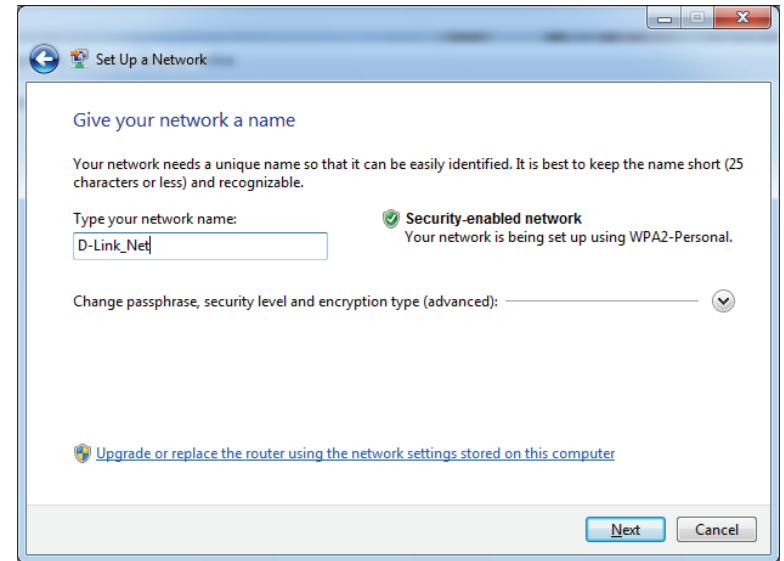 Set Up a Network
Give your network a name
Your network needs a unique name so that it can be easily identified. It is best to keep the name short (25
characters or less) and recognizable.
Type your network name:
D-Link_Net
Security-enabled network
Your network is being set up using WPA2-Personal.
Change passphrase, security level and encryption type (advanced):
Upgrade or replace the router using the network settings stored on this computer
Next
Cancel